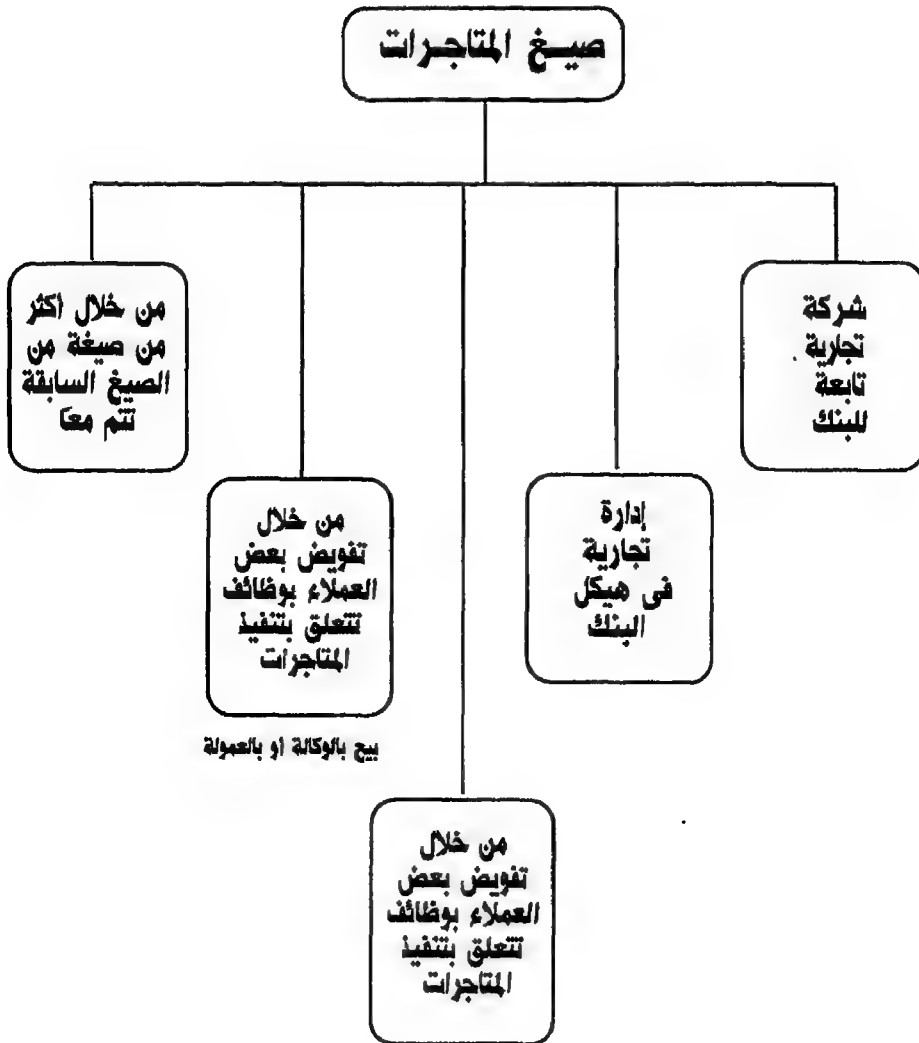 صيغ المتاجرات
شركة
تجارية
تابعة
للبنك
إدارة
تجارية
فى هيكل
البنك
من خلال
تفويض بعض
العملاء بوظائف
تتعلق بتنفيذ
المتاجرات
من خلال
تفويض بعض
العملاء بوظائف
تتعلق بتنفيذ
المتاجرات
بيع بالوكالة أو بالعمولة
من خلال أكثر
من صيغة من
الصيغ السابقة
تتم معًا